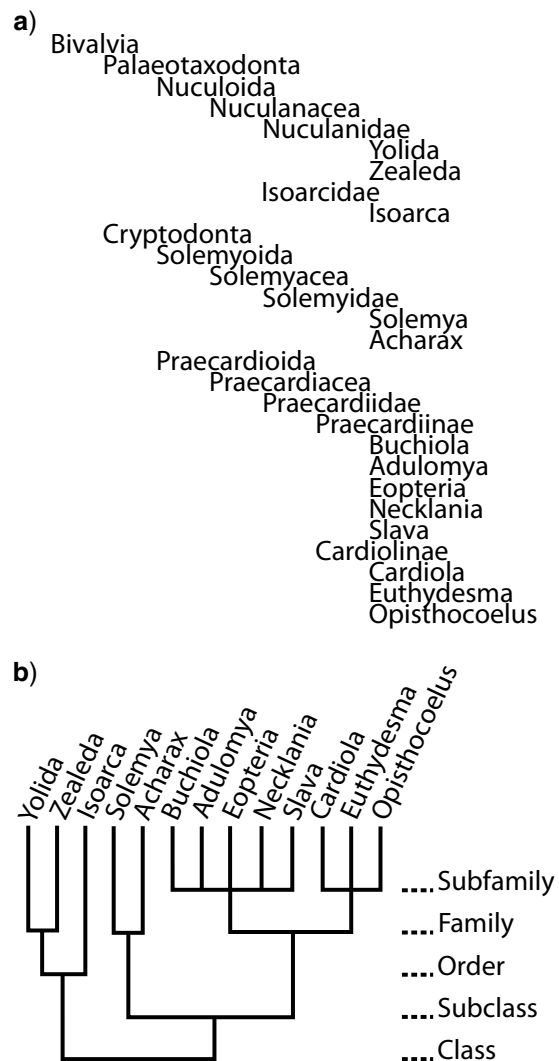 a)
Bivalvia
Palaeotaxodonta
Nuculoida
Nuculanacea
Nuculanidae
Yolida
Zealeda
Isoarcidae
Isoarca
Cryptodonta
Solemyoida
Solemyacea
Solemyidae
Solemya
Acharax
Praecardioida
Praecardiacea
Praecardiidae
Praecardiinae
Buchiola
Adulomya
Eopteria
Necklania
Slava
Cardiolinae
Cardiola
Euthydesma
Opisthocoelus
b)
Yolida
Zealeda
Isoarca
Solemya
Acharax
Buchiola
Adulomya
Eopteria
Necklania
Slava
Cardiola
Euthydesma
Opisthocoelus
Subfamily
Family
Order
Subclass
Class